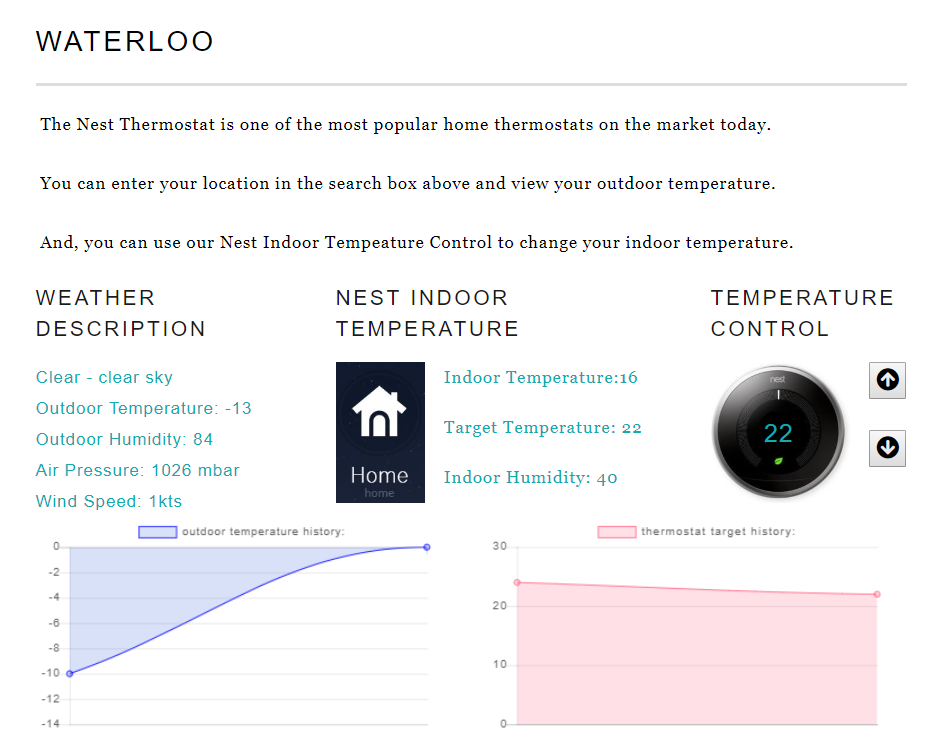 WATERLOO
The Nest Thermostat is one of the most popular home thermostats on the market today.
You can enter your location in the search box above and view your outdoor temperature.
And, you can use our Nest Indoor Tempeature Control to change your indoor temperature.
WEATHER
DESCRIPTION
Clear - clear sky
Outdoor Temperature: -13
Outdoor Humidity: 84
Air Pressure: 1026 mbar
Wind Speed: 1kts
NEST INDOOR
TEMPERATURE
Home
home
Indoor Temperature:16
Target Temperature: 22
Indoor Humidity: 40
TEMPERATURE
CONTROL
nest
22
outdoor temperature history:
0
-2
-4
-6
-8
-10
-12
-14
thermostat target history:
30
20
10
0